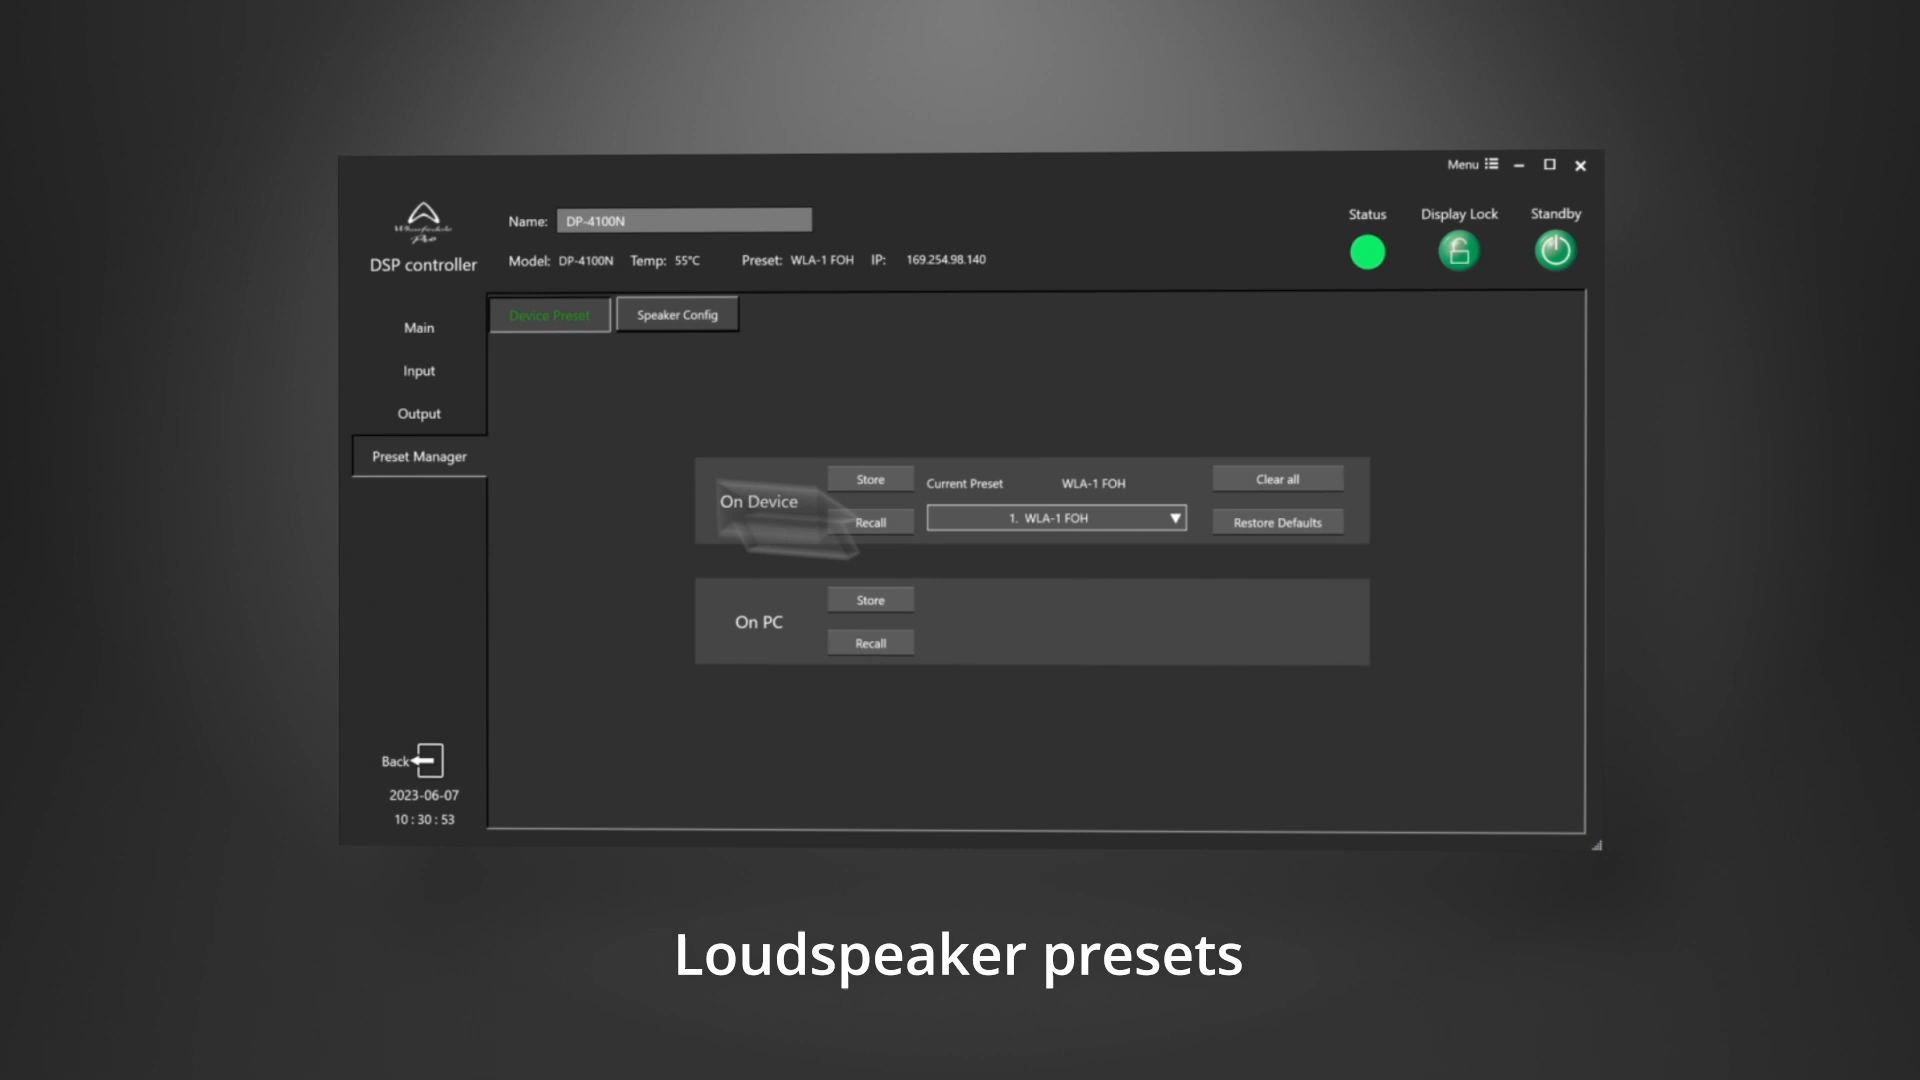 Menu
Wharfedale
Pro
DSP controller
Name: DP-4100N
Model: DP-4100N Temp: 55°C Preset: WLA-1 FOH IP: 169.254.98.140
Status Display Lock Standby
Main
Input
Output
Preset Manager
Device Preset Speaker Config
On Device
Store
Recall
Current Preset WLA-1 FOH
1. WLA-1 FOH
Clear all
Restore Defaults
On PC
Store
Recall
Back
2023-06-07
10 : 30 : 53
Loudspeaker presets